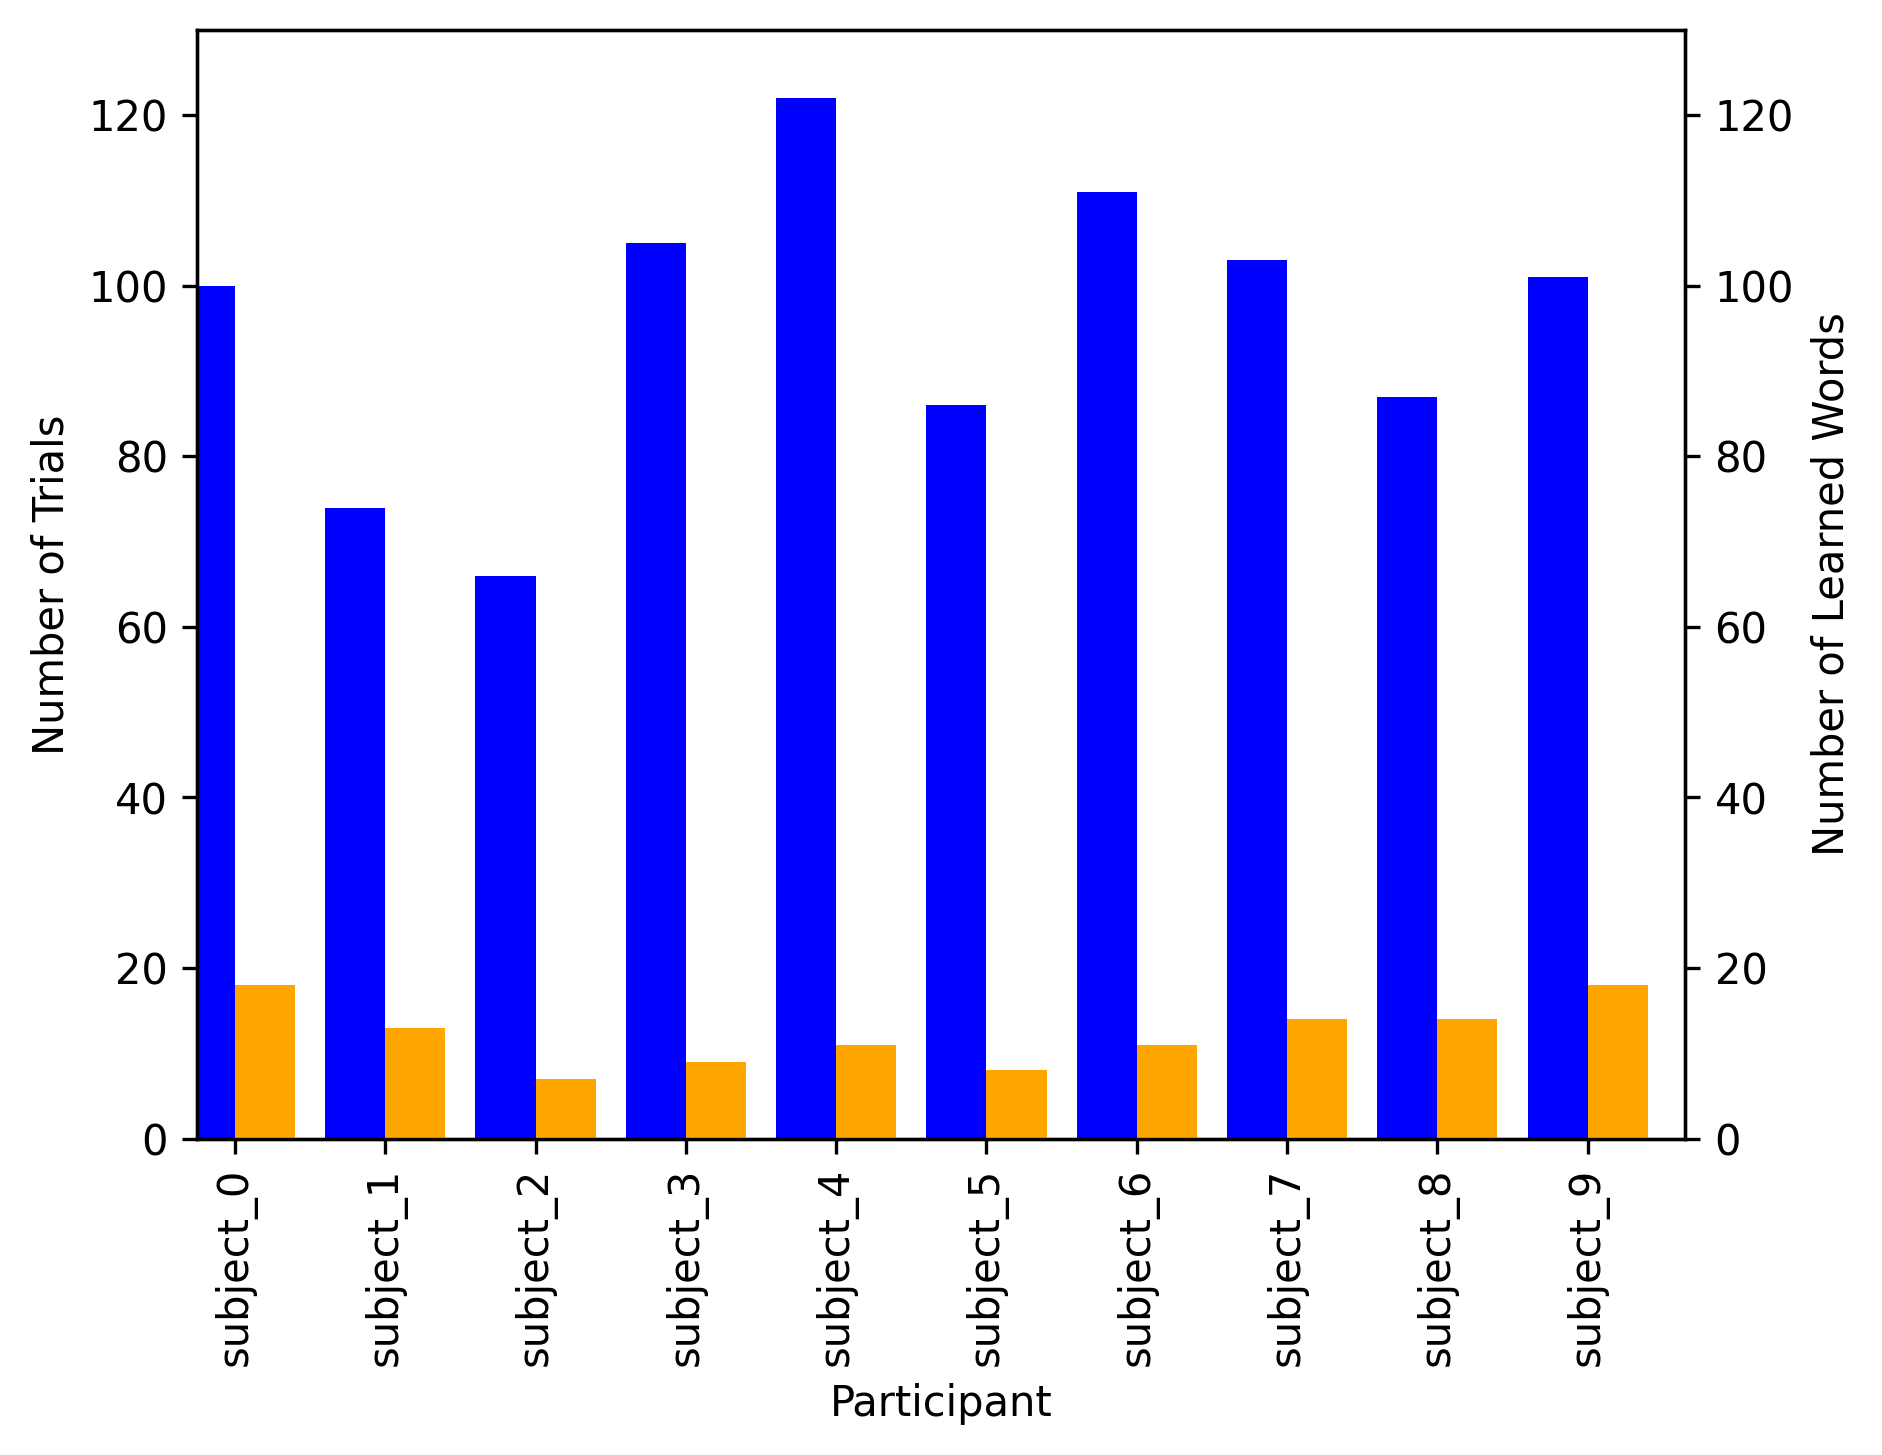 Number of Trials
120
100
80
60
40
20
0
120
100
80
60
40
20
0
Number of Learned Words
subject_0
subject_1
subject_2
subject_3
subject_4
subject_5
subject_6
subject_7
subject_8
subject_9
Participant